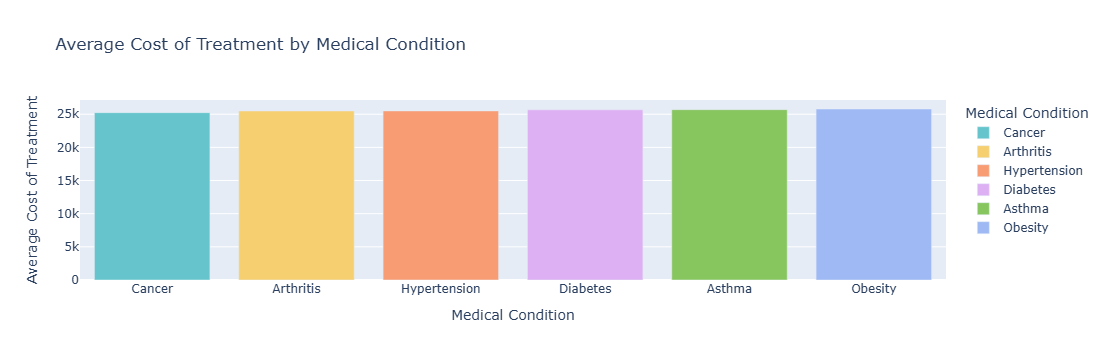 Average Cost of Treatment by Medical Condition
Average Cost of Treatment
25k
20k
15k
10k
5k
0
Cancer
Arthritis
Hypertension
Diabetes
Asthma
Obesity
Medical Condition
Medical Condition
Cancer
Arthritis
Hypertension
Diabetes
Asthma
Obesity